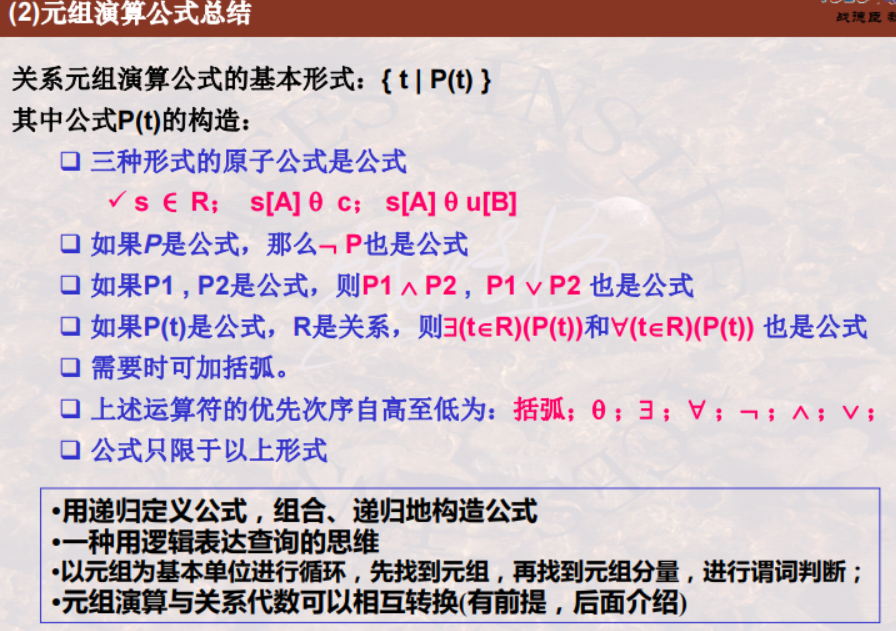 (2)元组演算公式总结
战德臣
关系元组演算公式的基本形式：{ t | P(t) }
其中公式P(t)的构造：
❑ 三种形式的原子公式是公式
✓ s ∈ R； s[A] θ c； s[A] θ u[B]
❑ 如果P是公式，那么¬ P也是公式
❑ 如果P1 , P2是公式，则P1 ∧ P2 , P1 ∨ P2 也是公式
❑ 如果P(t)是公式，R是关系，则∃(t∈R)(P(t))和∀(t∈R)(P(t)) 也是公式
❑ 需要时可加括弧。
❑ 上述运算符的优先次序自高至低为：括弧；θ；∃；∀；¬；∧；∨；
❑ 公式只限于以上形式
•用递归定义公式，组合、递归地构造公式
•一种用逻辑表达查询的思维
•以元组为基本单位进行循环，先找到元组，再找到元组分量，进行谓词判断；
•元组演算与关系代数可以相互转换(有前提，后面介绍)